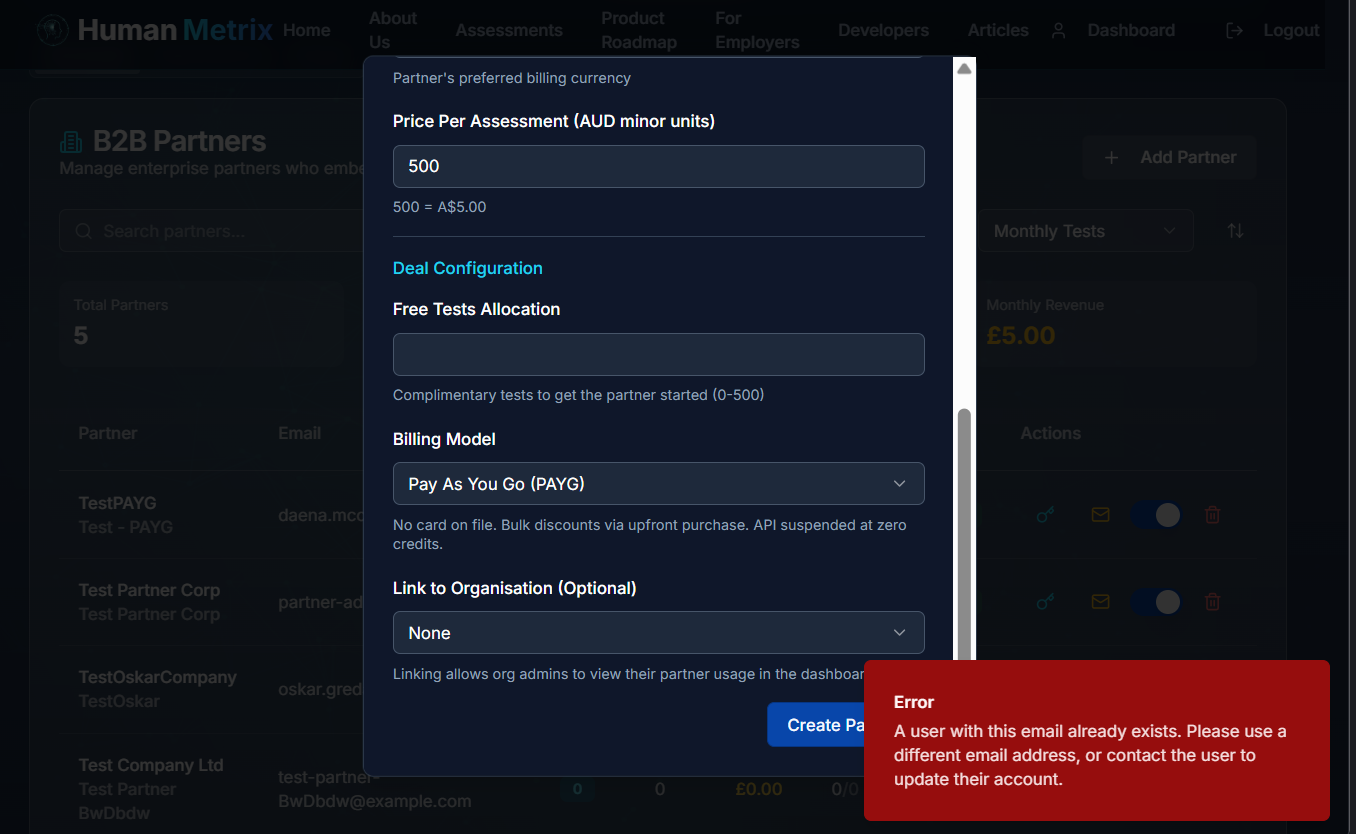 Human Metrix
Home
About
Us
Assessments
Product
Roadmap
For
Employers
Developers
Articles
Dashboard
Logout
Partner's preferred billing currency
Price Per Assessment (AUD minor units)
500
500 = A$5.00
B2B Partners
Manage enterprise partners who embe
Add Partner
Search partners...
Monthly Tests
Total Partners
5
Monthly Revenue
£5.00
Deal Configuration
Free Tests Allocation
Complimentary tests to get the partner started (0-500)
Billing Model
Pay As You Go (PAYG)
No card on file. Bulk discounts via upfront purchase. API suspended at zero
credits.
Link to Organisation (Optional)
None
Linking allows org admins to view their partner usage in the dashboar
Create Pa
Partner
Email
Actions
TestPAYG
Test - PAYG
daena.mcc
Test Partner Corp
Test Partner Corp
partner-ad
TestOskarCompany
TestOskar
oskar.gred
Test Company Ltd
Test Partner
BwDbdw
test-partner-
BwDbdw@example.com
0
0
£0.00
0/0
Error
A user with this email already exists. Please use a
different email address, or contact the user to
update their account.